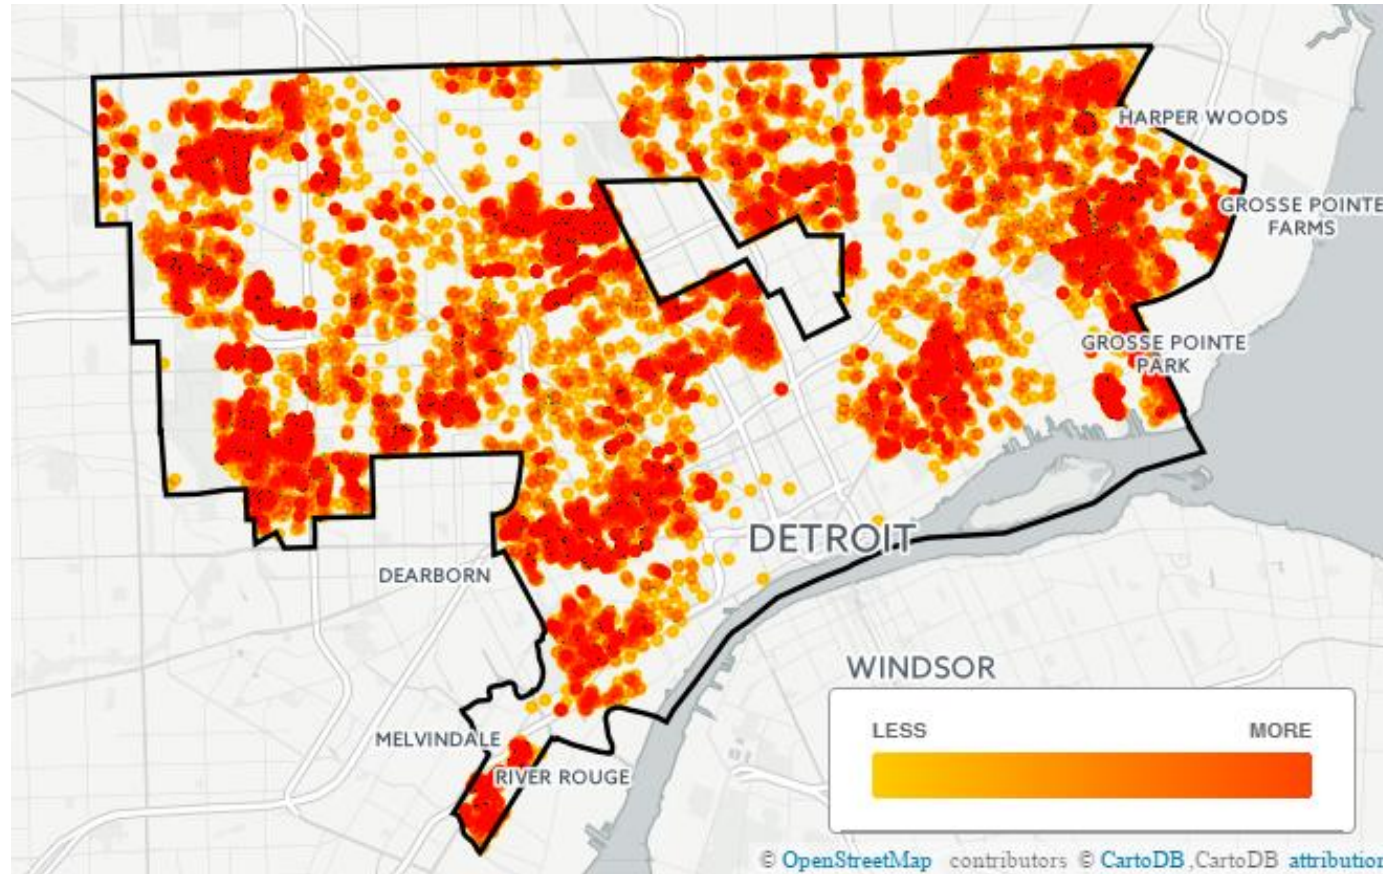 HARPER WOODS
GROSSE POINTE
FARMS
GROSSE POINTE
PARK
DETROIT
DEARBORN
WINDSOR
LESS
MORE
MELVINDALE
RIVER ROUGE
© OpenStreetMap contributors © CartoDB, CartoDB attribution